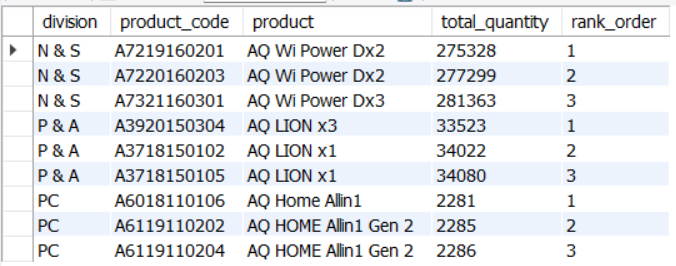 division product_code product total_quantity rank_order
N & S A7219160201 AQ Wi Power Dx2 275328 1
N & S A7220160203 AQ Wi Power Dx2 277299 2
N & S A7321160301 AQ Wi Power Dx3 281363 3
P & A A3920150304 AQ LION x3 33523 1
P & A A3718150102 AQ LION x1 34022 2
P & A A3718150105 AQ LION x1 34080 3
PC A6018110106 AQ Home Allin1 2281 1
PC A6119110202 AQ HOME Allin1 Gen 2 2285 2
PC A6119110204 AQ HOME Allin1 Gen 2 2286 3